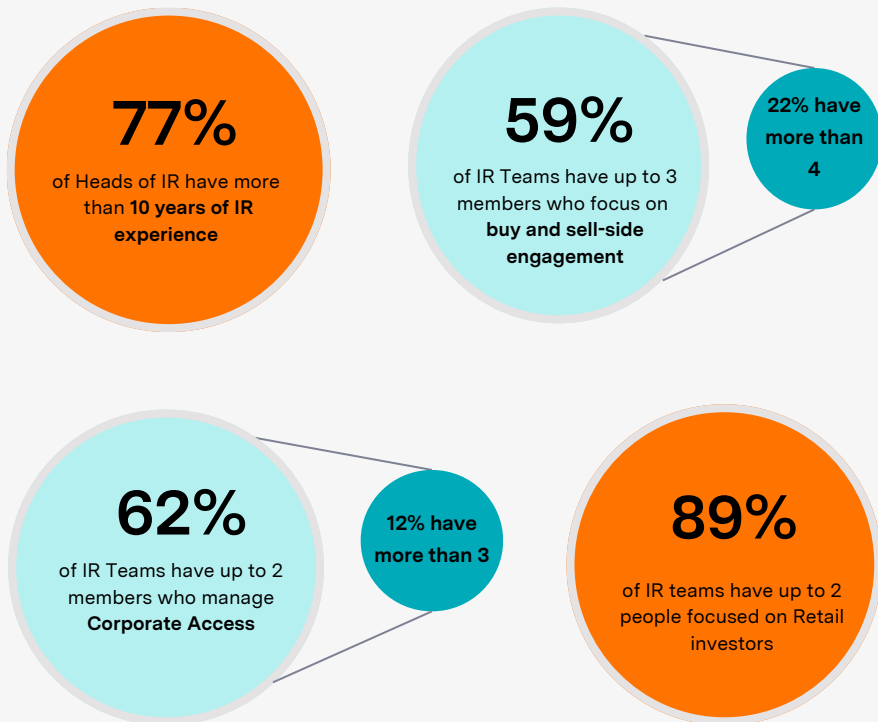 77%
of Heads of IR have more
than 10 years of IR
experience
59%
of IR Teams have up to 3
members who focus on
buy and sell-side
engagement
22% have
more than
4
62%
of IR Teams have up to 2
members who manage
Corporate Access
12% have
more than 3
89%
of IR teams have up to 2
people focused on Retail
investors